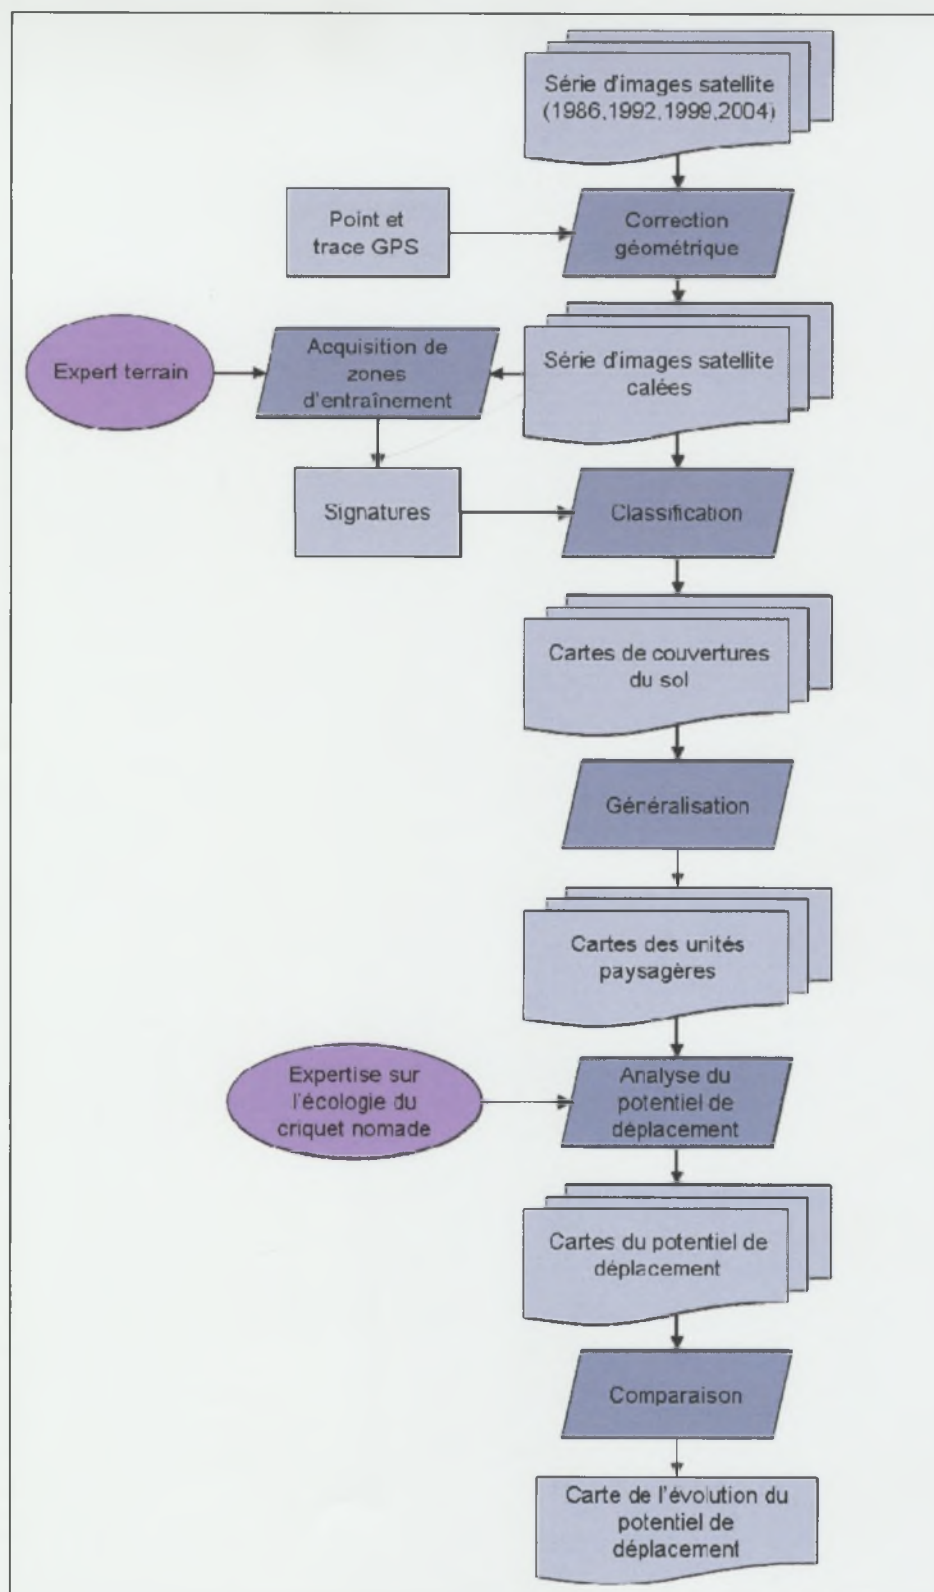 Série d'images satellite
(1986,1992,1999,2004)
Point et
trace GPS
Correction
géométrique
Expert terrain
Acquisition de
zones
d'entraînement
Série d'images satellite
calées
Signatures
Classification
Cartes de couvertures
du sol
Généralisation
Cartes des unités
paysagères
Expertise sur
l'écologie du
criquet nomade
Analyse du
potentiel de
déplacement
Cartes du potentiel de
déplacement
Comparaison
Carte de l'évolution du
potentiel de
déplacement